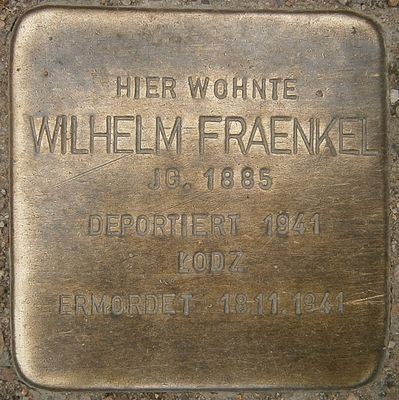 HIER WOHNTE
WILHELM FRAENKEL
JG. 1885
DEPORTIERT 1941
ŁODZ
ERMORDET 18.11.1941